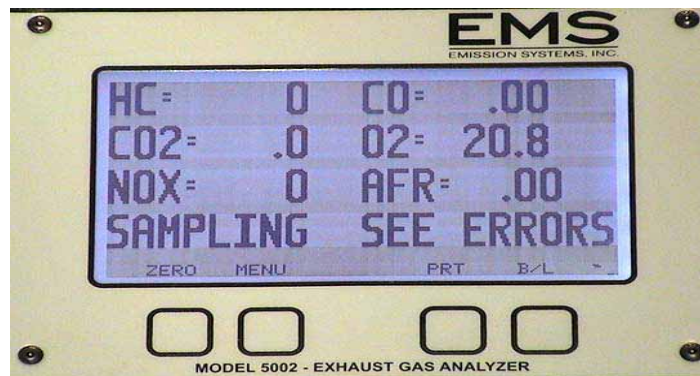 EMS
EMISSION SYSTEMS, INC.
HC= 0 CO= .00
CO2= .0 O2= 20.8
NOX= 0 AFR= .00
SAMPLING SEE ERRORS
ZERO MENU PRT B/L
MODEL 5002 - EXHAUST GAS ANALYZER